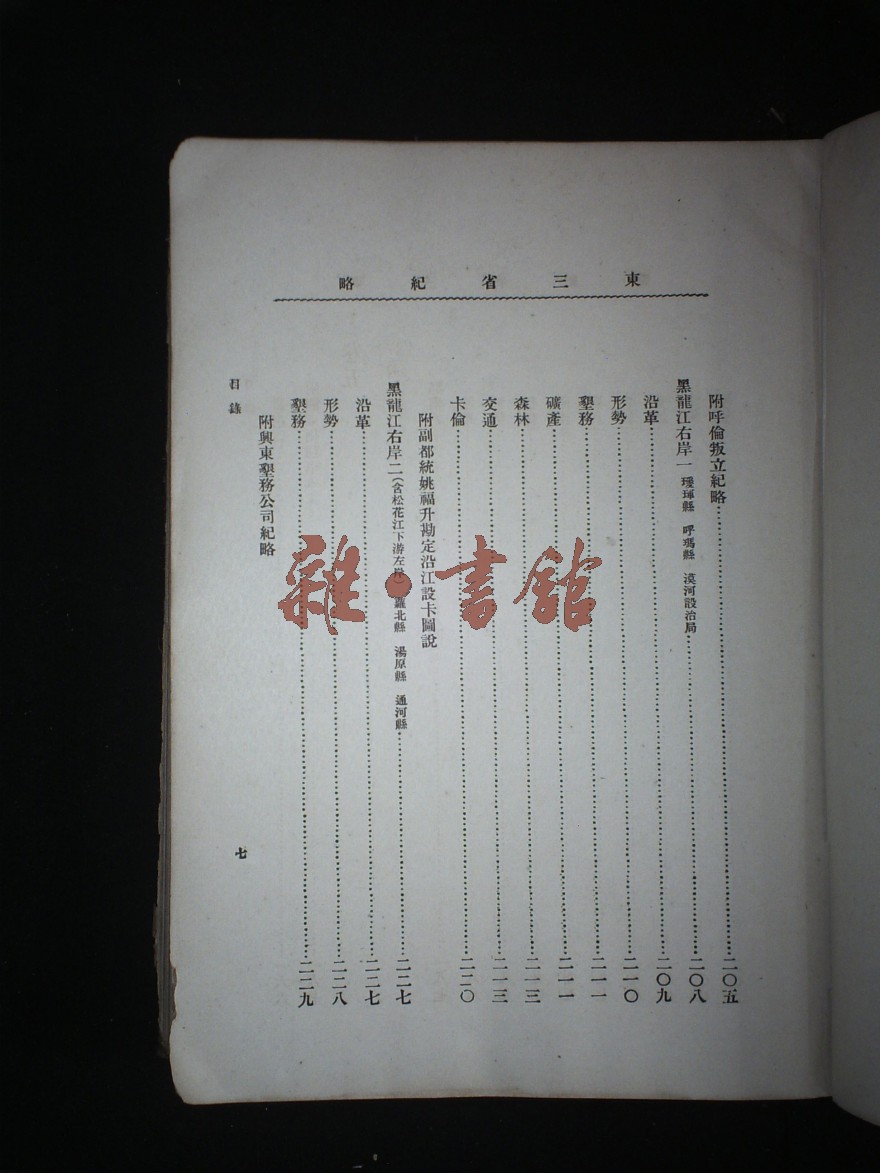 東三省紀略
附呼倫叛立紀略……二〇五
黑龍江右岸一 璦琿縣 呼瑪縣 漠河設治局……二〇八
沿革……二〇九
形勢……二一〇
墾務……二一一
礦產……二一一
森林……二一三
交通……二一三
卡倫……二二〇
附副都統姚福升勘定沿江設卡圖說
黑龍江右岸二(含松花江下游左岸) 蘿北縣 湯原縣 通河縣……二二七
沿革……二二七
形勢……二二八
墾務……二二九
附興東墾務公司紀略
目錄
七
雜·書館